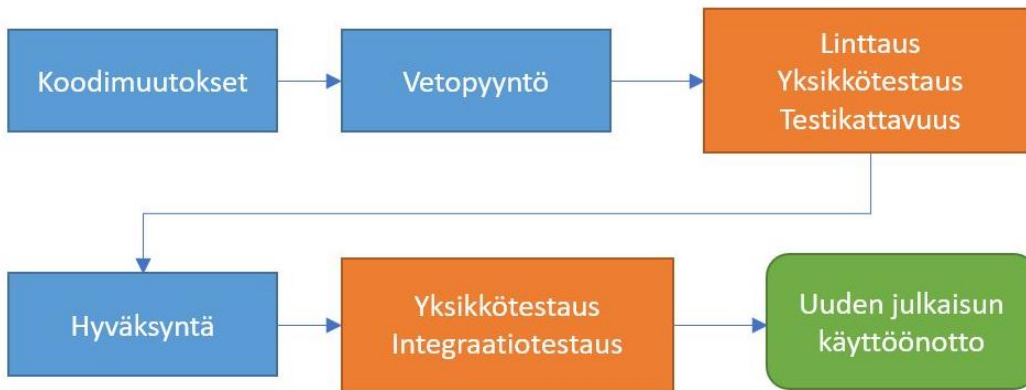 Koodimuutokset
Vetopyyntö
Linttaus
Yksikkötestaus
Testikattavuus
Hyväksyntä
Yksikkötestaus
Integraatiotestaus
Uuden julkaisun
käyttöönotto